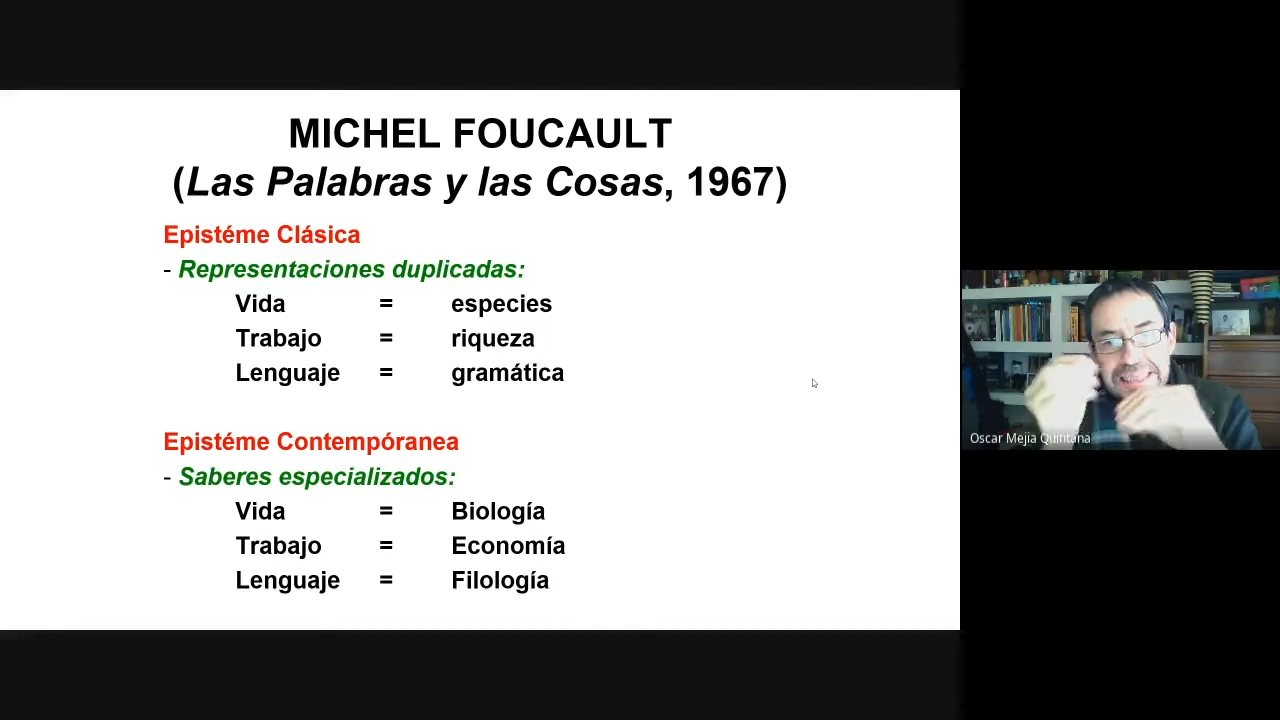 MICHEL FOUCAULT
(Las Palabras y las Cosas, 1967)
Epistéme Clásica
- Representaciones duplicadas:
Vida = especies
Trabajo = riqueza
Lenguaje = gramática
Epistéme Contempóranea
- Saberes especializados:
Vida = Biología
Trabajo = Economía
Lenguaje = Filología
Oscar Mejia Quintana